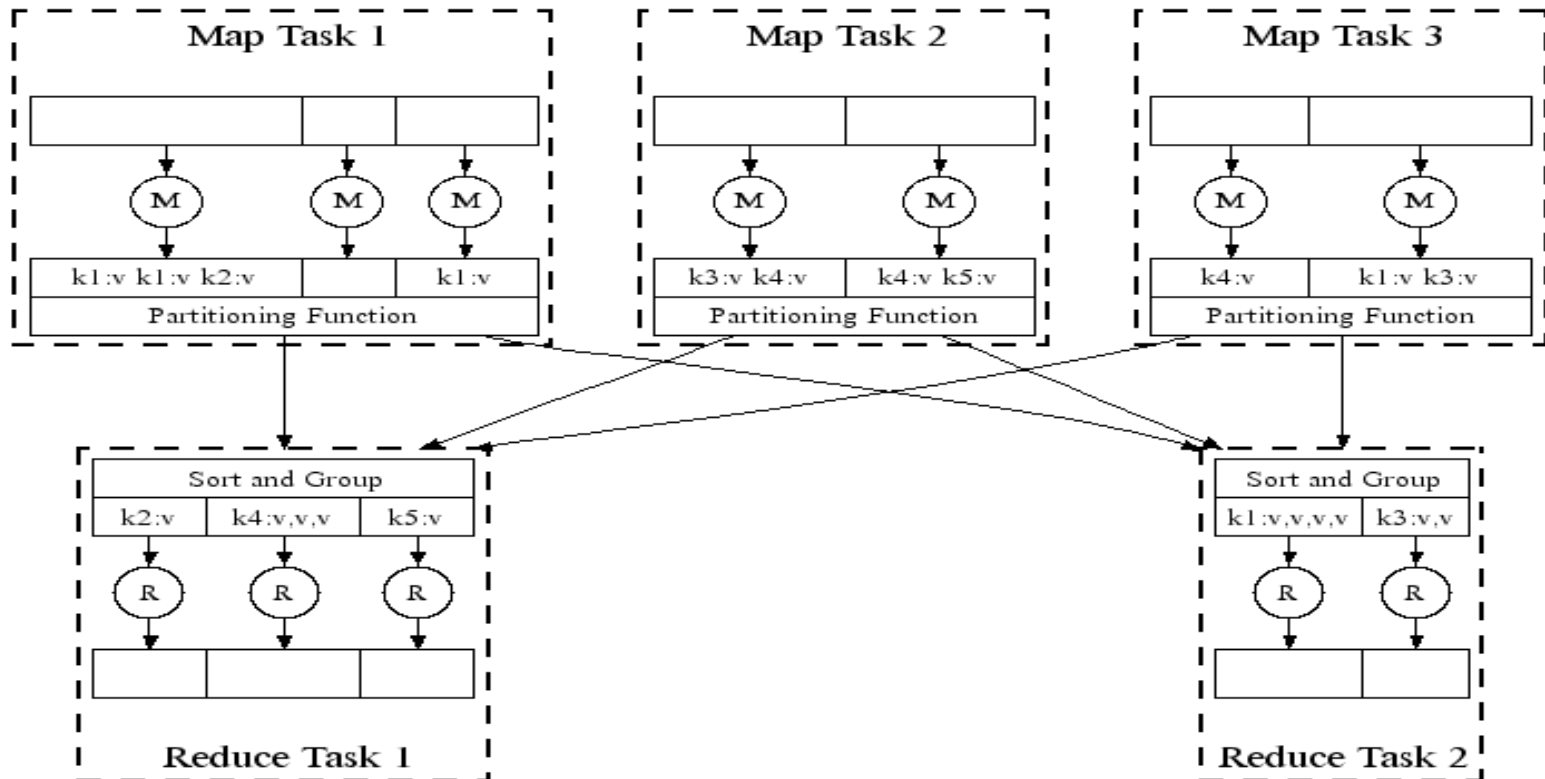 Map Task 1
Map Task 2
Map Task 3
M
M
M
M
M
M
M
k1:v k1:v k2:v
k1:v
k3:v k4:v
k4:v k5:v
k4:v
k1:v k3:v
Partitioning Function
Partitioning Function
Partitioning Function
Sort and Group
Sort and Group
k2:v
k4:v,v,v
k5:v
k1:v,v,v,v
k3:v,v
R
R
R
R
R
Reduce Task 1
Reduce Task 2